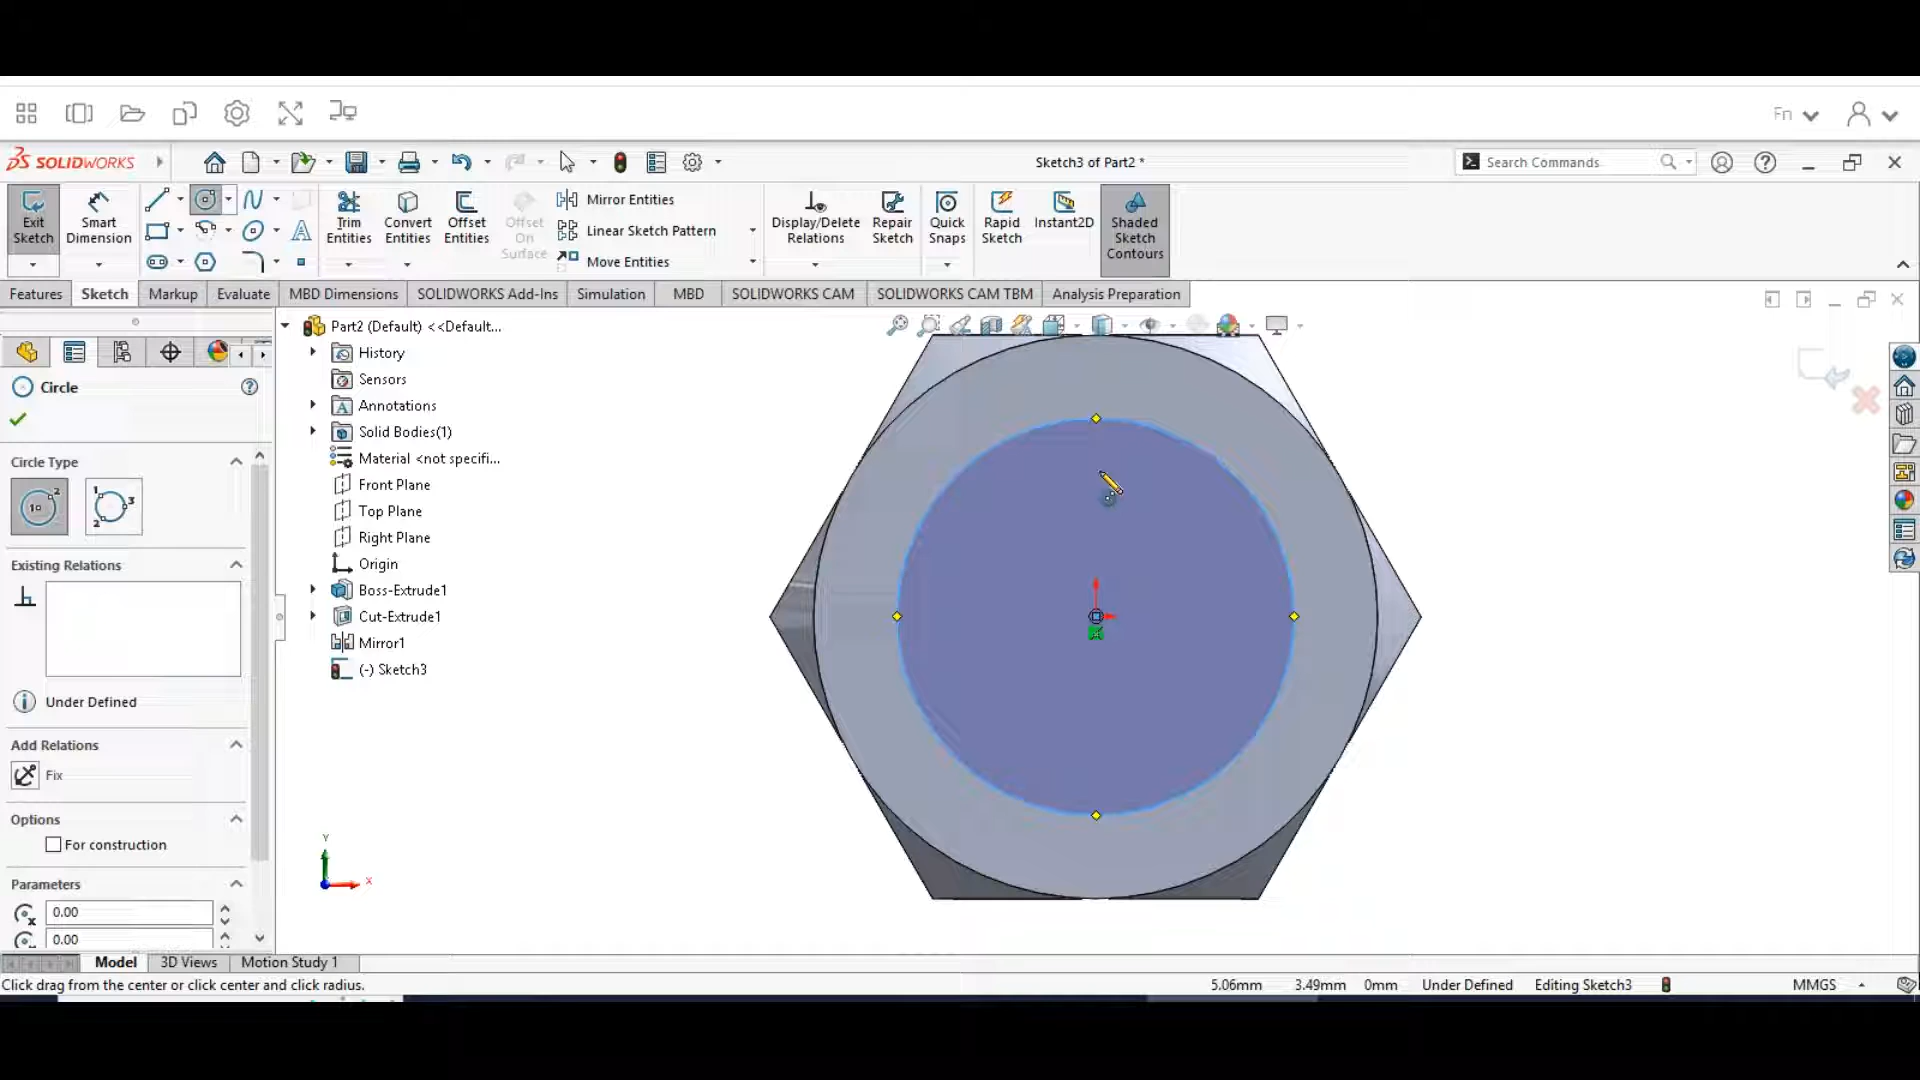 Fn
SOLIDWORKS
Sketch3 of Part2 *
Search Commands
Exit Sketch
Smart Dimension
Trim Entities
Convert Entities
Offset Entities
Offset On Surface
Mirror Entities
Linear Sketch Pattern
Move Entities
Display/Delete Relations
Repair Sketch
Quick Snaps
Rapid Sketch
Instant2D
Shaded Sketch Contours
Features
Sketch
Markup
Evaluate
MBD Dimensions
SOLIDWORKS Add-Ins
Simulation
MBD
SOLIDWORKS CAM
SOLIDWORKS CAM TBM
Analysis Preparation
Circle
Circle Type
Existing Relations
Under Defined
Add Relations
Fix
Options
For construction
Parameters
0.00
0.00
Part2 (Default) <<Default...
History
Sensors
Annotations
Solid Bodies(1)
Material <not specifi...
Front Plane
Top Plane
Right Plane
Origin
Boss-Extrude1
Cut-Extrude1
Mirror1
(-) Sketch3
Y
X
Model
3D Views
Motion Study 1
Click drag from the center or click center and click radius.
5.06mm
3.49mm
0mm
Under Defined
Editing Sketch3
MMGS